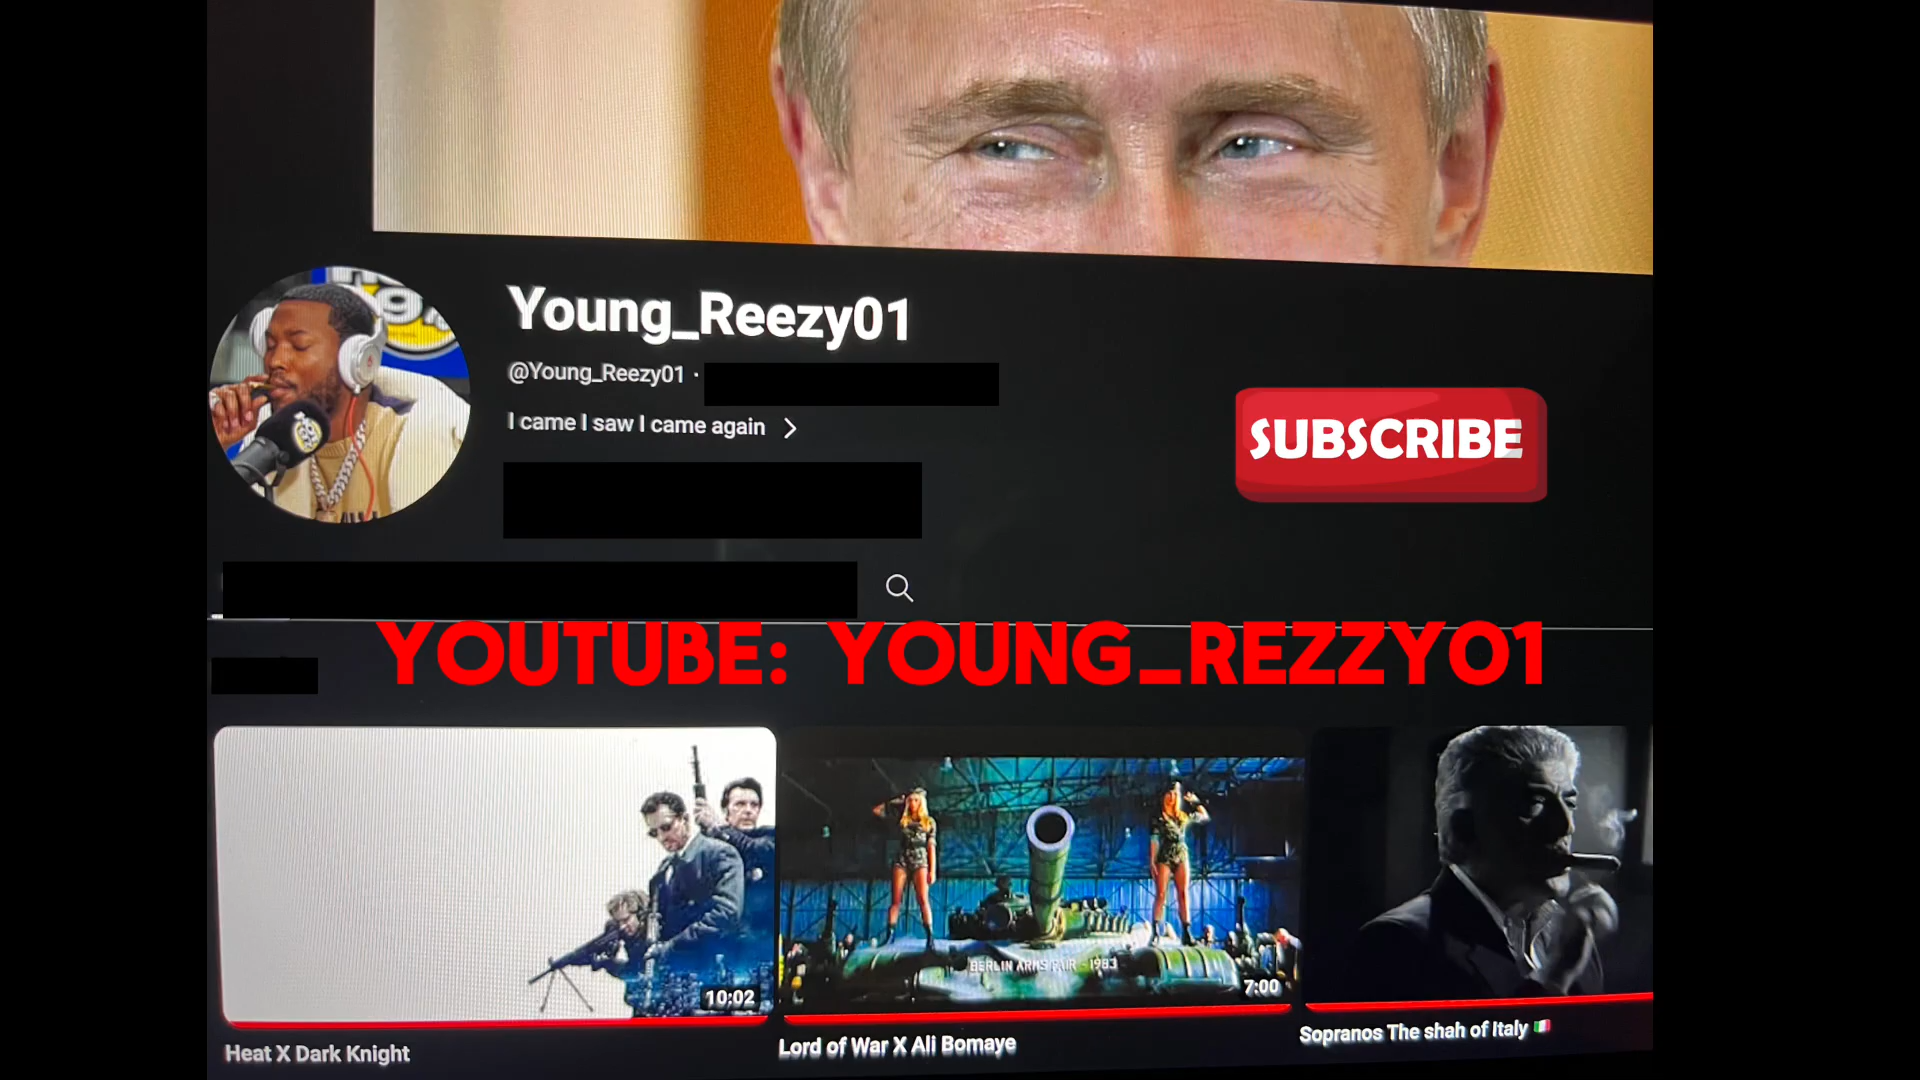 Young_Reezy01
@Young_Reezy01 ·
I came I saw I came again
SUBSCRIBE
YOUTUBE: YOUNG_REZZY01
10:02
BERLIN ARMS FAIR - 1983
7:00
Heat X Dark Knight
Lord of War X Ali Bomaye
Sopranos The shah of Italy 🇮🇹